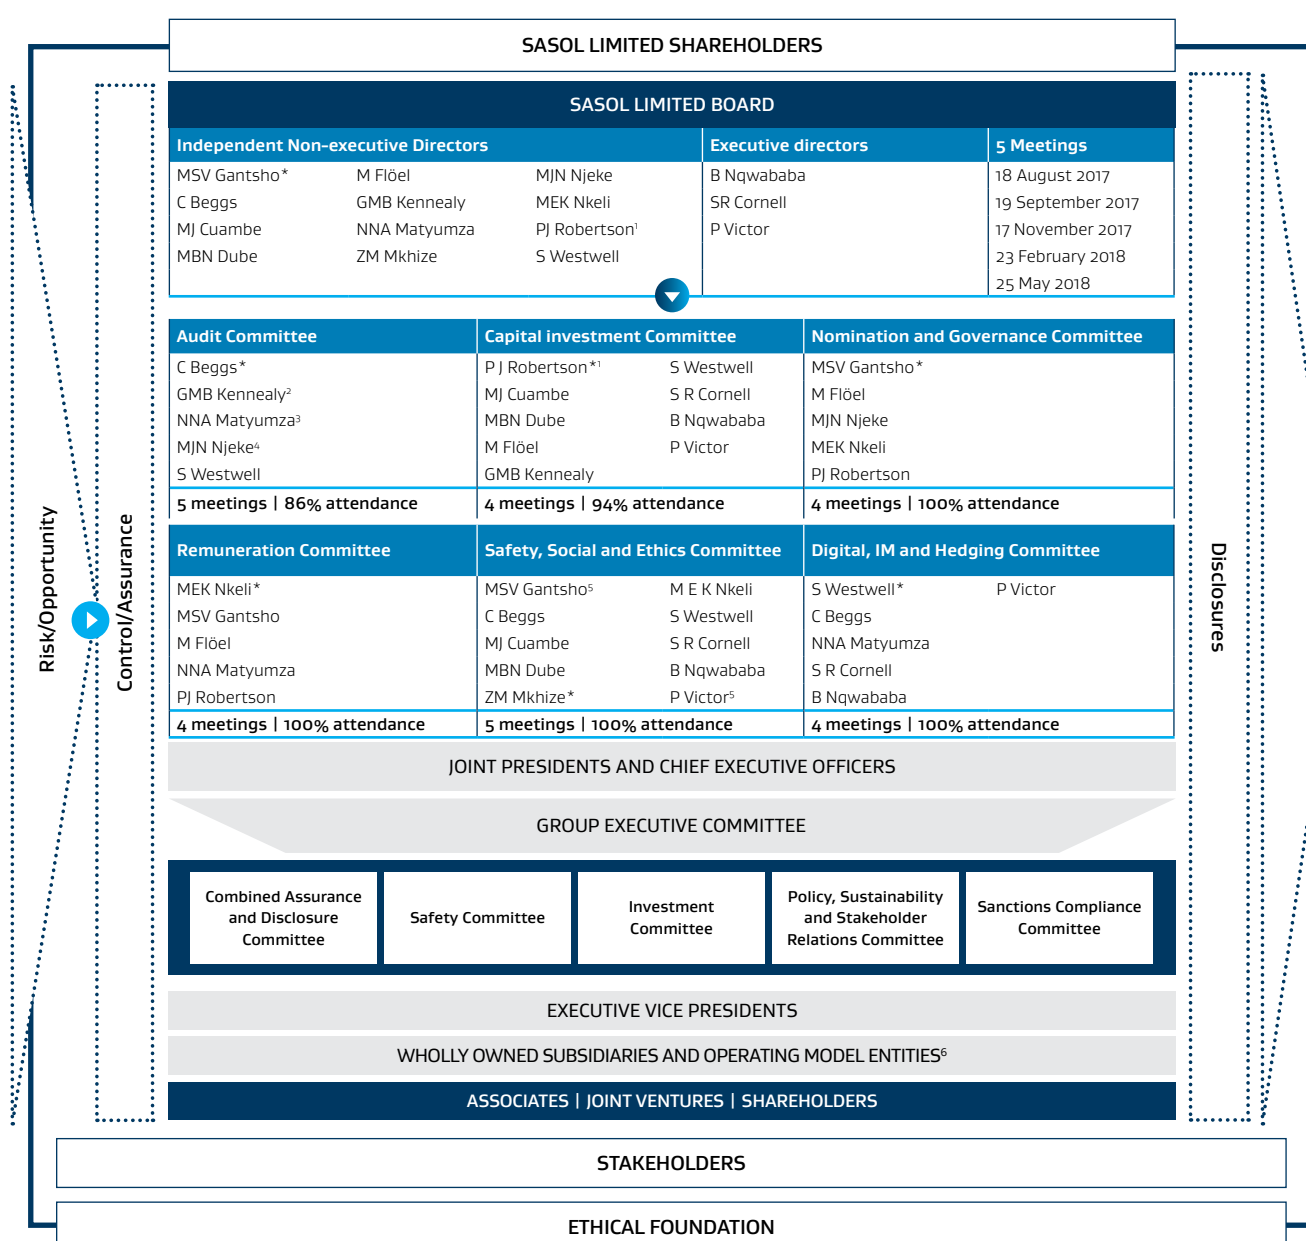 SASOL LIMITED SHAREHOLDERS
SASOL LIMITED BOARD
Independent Non-executive Directors
Executive directors
5 Meetings
MSV Gantsho* M Flöel MJN Njeke B Nqwababa 18 August 2017
C Beggs GMB Kennealy MEK Nkeli SR Cornell 19 September 2017
MJ Cuambe NNA Matyumza PJ Robertson¹ P Victor 17 November 2017
MBN Dube ZM Mkhize S Westwell 23 February 2018
25 May 2018
Audit Committee
C Beggs*
GMB Kennealy²
NNA Matyumza³
MJN Njeke⁴
S Westwell
5 meetings | 86% attendance
Capital investment Committee
P J Robertson*¹ S Westwell
MJ Cuambe S R Cornell
MBN Dube B Nqwababa
M Flöel P Victor
GMB Kennealy
4 meetings | 94% attendance
Nomination and Governance Committee
MSV Gantsho*
M Flöel
MJN Njeke
MEK Nkeli
PJ Robertson
4 meetings | 100% attendance
Remuneration Committee
MEK Nkeli*
MSV Gantsho
M Flöel
NNA Matyumza
PJ Robertson
4 meetings | 100% attendance
Safety, Social and Ethics Committee
MSV Gantsho⁵ M E K Nkeli
C Beggs S Westwell
MJ Cuambe S R Cornell
MBN Dube B Nqwababa
ZM Mkhize* P Victor⁵
5 meetings | 100% attendance
Digital, IM and Hedging Committee
S Westwell* P Victor
C Beggs
NNA Matyumza
S R Cornell
B Nqwababa
4 meetings | 100% attendance
Risk/Opportunity
Control/Assurance
Disclosures
JOINT PRESIDENTS AND CHIEF EXECUTIVE OFFICERS
GROUP EXECUTIVE COMMITTEE
Combined Assurance
and Disclosure
Committee
Safety Committee
Investment
Committee
Policy, Sustainability
and Stakeholder
Relations Committee
Sanctions Compliance
Committee
EXECUTIVE VICE PRESIDENTS
WHOLLY OWNED SUBSIDIARIES AND OPERATING MODEL ENTITIES⁶
ASSOCIATES | JOINT VENTURES | SHAREHOLDERS
STAKEHOLDERS
ETHICAL FOUNDATION